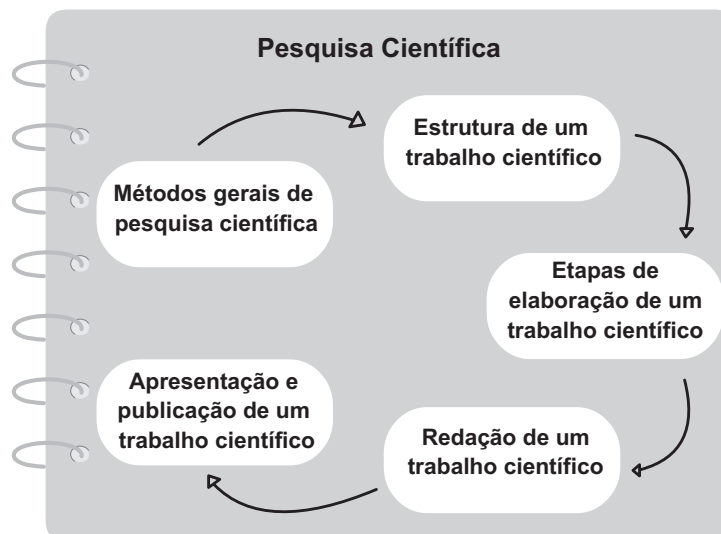 Pesquisa Científica
Métodos gerais de
pesquisa científica
Estrutura de um
trabalho científico
Etapas de
elaboração de um
trabalho científico
Redação de um
trabalho científico
Apresentação e
publicação de um
trabalho científico